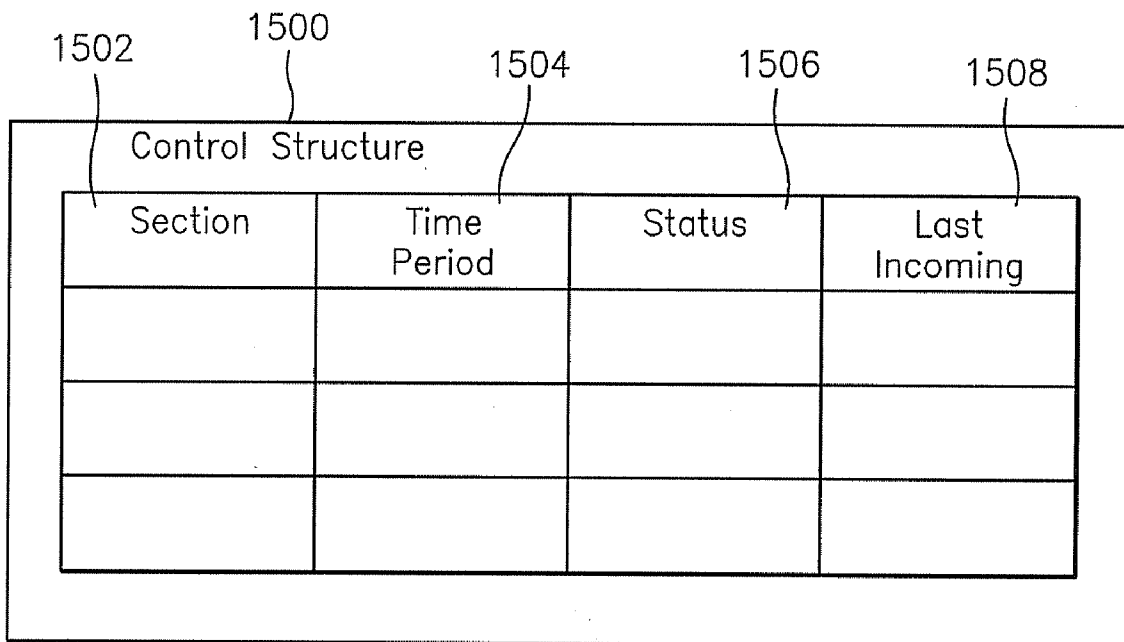 1500
1502
1504
1506
1508
Control Structure
Section
Time
Period
Status
Last
Incoming